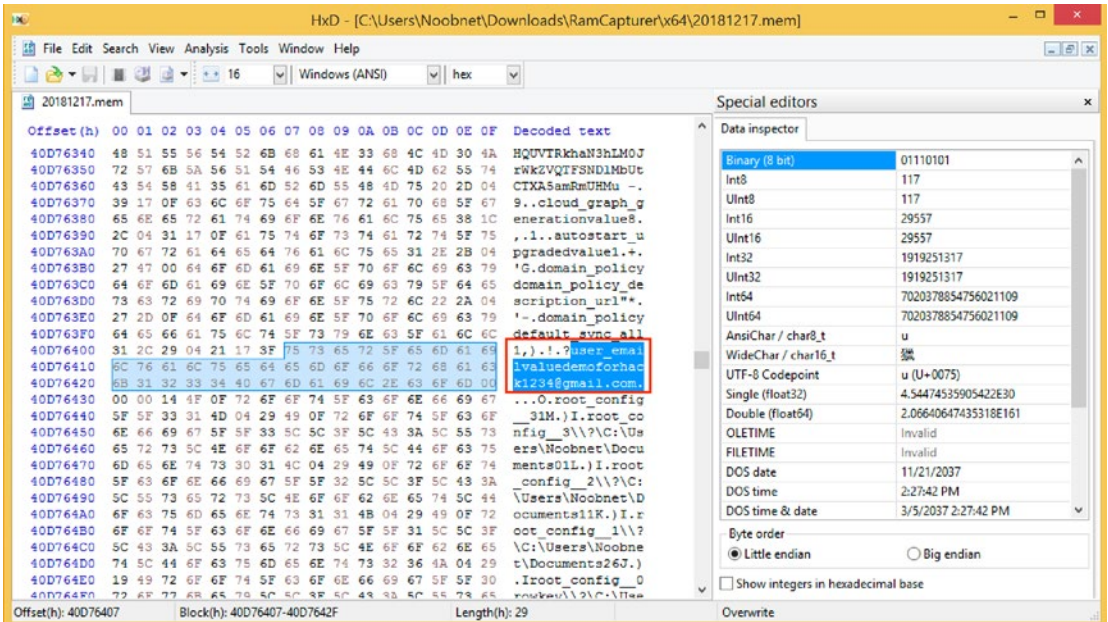 HxD - [C:\Users\Noobnet\Downloads\RamCapturer\x64\20181217.mem]
File Edit Search View Analysis Tools Window Help
16 Windows (ANSI) hex
20181217.mem
Offset(h) 00 01 02 03 04 05 06 07 08 09 0A 0B 0C 0D 0E 0F Decoded text
40D76340 48 51 55 56 54 52 6B 68 61 4E 33 68 4C 4D 30 4A HQUVTRkhaN3hLM0J
40D76350 72 57 6B 5A 56 51 54 46 53 4E 44 6C 4D 62 55 74 rWkZVQTFSNDlMbUt
40D76360 43 54 58 41 35 61 6D 52 6D 55 48 4D 75 20 2D 04 CTXA5amRmUHMu -.
40D76370 39 17 0F 63 6C 6F 75 64 5F 67 72 61 70 68 5F 67 9..cloud_graph_g
40D76380 65 6E 65 72 61 74 69 6F 6E 76 61 6C 75 65 38 1C enerationvalue8.
40D76390 2C 04 31 17 0F 61 75 74 6F 73 74 61 72 74 5F 75 ,.1..autostart_u
40D763A0 70 67 72 61 64 65 64 76 61 6C 75 65 31 2E 2B 04 pgradedvalue1.+.
40D763B0 27 47 00 64 6F 6D 61 69 6E 5F 70 6F 6C 69 63 79 'G.domain_policy
40D763C0 64 6F 6D 61 69 6E 5F 70 6F 6C 69 63 79 5F 64 65 domain_policy_de
40D763D0 73 63 72 69 70 74 69 6F 6E 5F 75 72 6C 22 2A 04 scription_url"*.
40D763E0 27 2D 0F 64 6F 6D 61 69 6E 5F 70 6F 6C 69 63 79 '-.domain_policy
40D763F0 64 65 66 61 75 6C 74 5F 73 79 6E 63 5F 61 6C 6C default_sync_all
40D76400 31 2C 29 04 21 17 3F 75 73 65 72 5F 65 6D 61 69 1,).!.?user_emai
40D76410 6C 76 61 6C 75 65 64 65 6D 6F 66 6F 72 68 61 63 lvaluedemoforhac
40D76420 6B 31 32 33 34 40 67 6D 61 69 6C 2E 63 6F 6D 00 k1234@gmail.com.
40D76430 00 00 14 4F 0F 72 6F 6F 74 5F 63 6F 6E 66 69 67 ...O.root_config
40D76440 5F 5F 33 31 4D 04 29 49 0F 72 6F 6F 74 5F 63 6F __31M.)I.root_co
40D76450 6E 66 69 67 5F 5F 33 5C 5C 3F 5C 43 3A 5C 55 73 nfig__3\\?\C:\Us
40D76460 65 72 73 5C 4E 6F 6F 62 6E 65 74 5C 44 6F 63 75 ers\Noobnet\Docu
40D76470 6D 65 6E 74 73 30 31 4C 04 29 49 0F 72 6F 6F 74 ments01L.)I.root
40D76480 5F 63 6F 6E 66 69 67 5F 5F 32 5C 5C 3F 5C 43 3A _config__2\\?\C:
40D76490 5C 55 73 65 72 73 5C 4E 6F 6F 62 6E 65 74 5C 44 \Users\Noobnet\D
40D764A0 6F 63 75 6D 65 6E 74 73 31 31 4B 04 29 49 0F 72 ocuments11K.)I.r
40D764B0 6F 6F 74 5F 63 6F 6E 66 69 67 5F 5F 31 5C 5C 3F oot_config__1\\?
40D764C0 5C 43 3A 5C 55 73 65 72 73 5C 4E 6F 6F 62 6E 65 \C:\Users\Noobne
40D764D0 74 5C 44 6F 63 75 6D 65 6E 74 73 32 36 4A 04 29 t\Documents26J.)
40D764E0 19 49 72 6F 6F 74 5F 63 6F 6E 66 69 67 5F 5F 30 .Iroot_config__0
40D764F0 72 6F 77 6B 65 79 5C 5C 3F 5C 43 3A 5C 55 73 65 rowkey\\?\C:\Use
Special editors
Data inspector
Binary (8 bit) 01110101
Int8 117
UInt8 117
Int16 29557
UInt16 29557
Int32 1919251317
UInt32 1919251317
Int64 7020378854756021109
UInt64 7020378854756021109
AnsiChar / char8_t u
WideChar / char16_t
UTF-8 Codepoint u (U+0075)
Single (float32) 4.54474535905422E30
Double (float64) 2.06640647435318E161
OLETIME Invalid
FILETIME Invalid
DOS date 11/21/2037
DOS time 2:27:42 PM
DOS time & date 3/5/2037 2:27:42 PM
Byte order
Little endian Big endian
Show integers in hexadecimal base
Offset(h): 40D76407 Block(h): 40D76407-40D7642F Length(h): 29 Overwrite